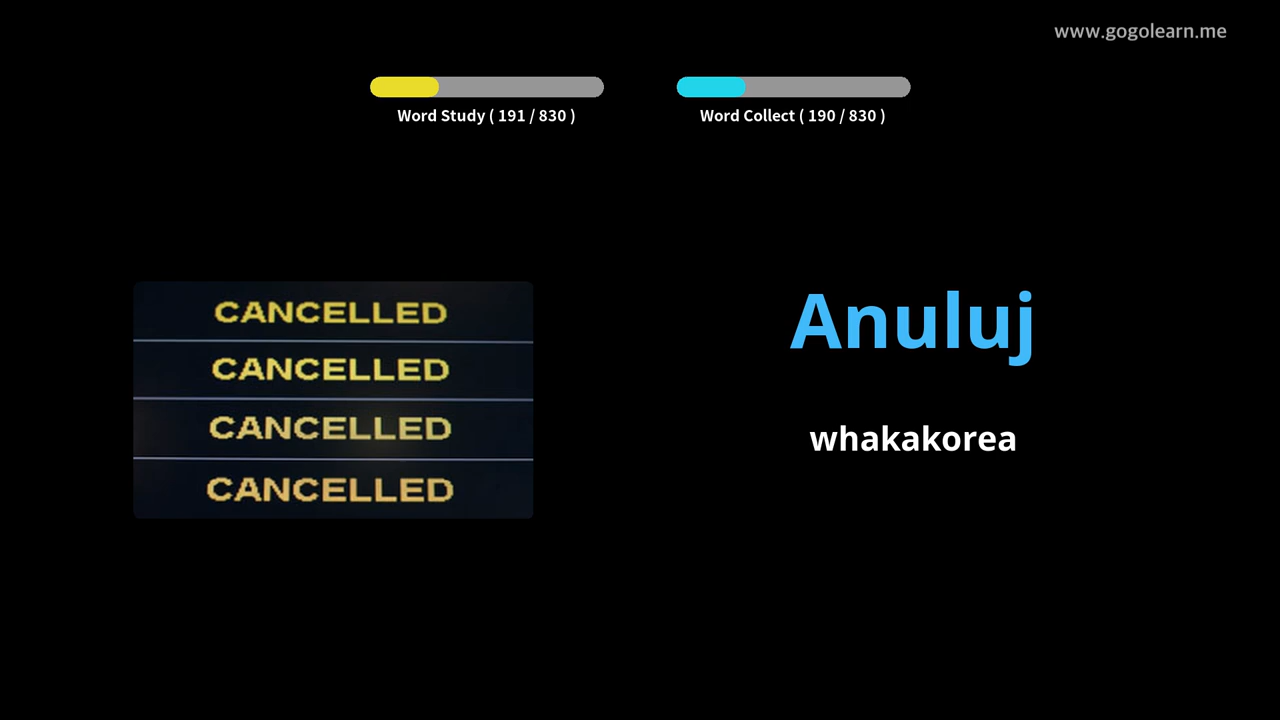 www.gogolearn.me
Word Study ( 191 / 830 )
Word Collect ( 190 / 830 )
CANCELLED
CANCELLED
CANCELLED
CANCELLED
Anuluj
whakakorea